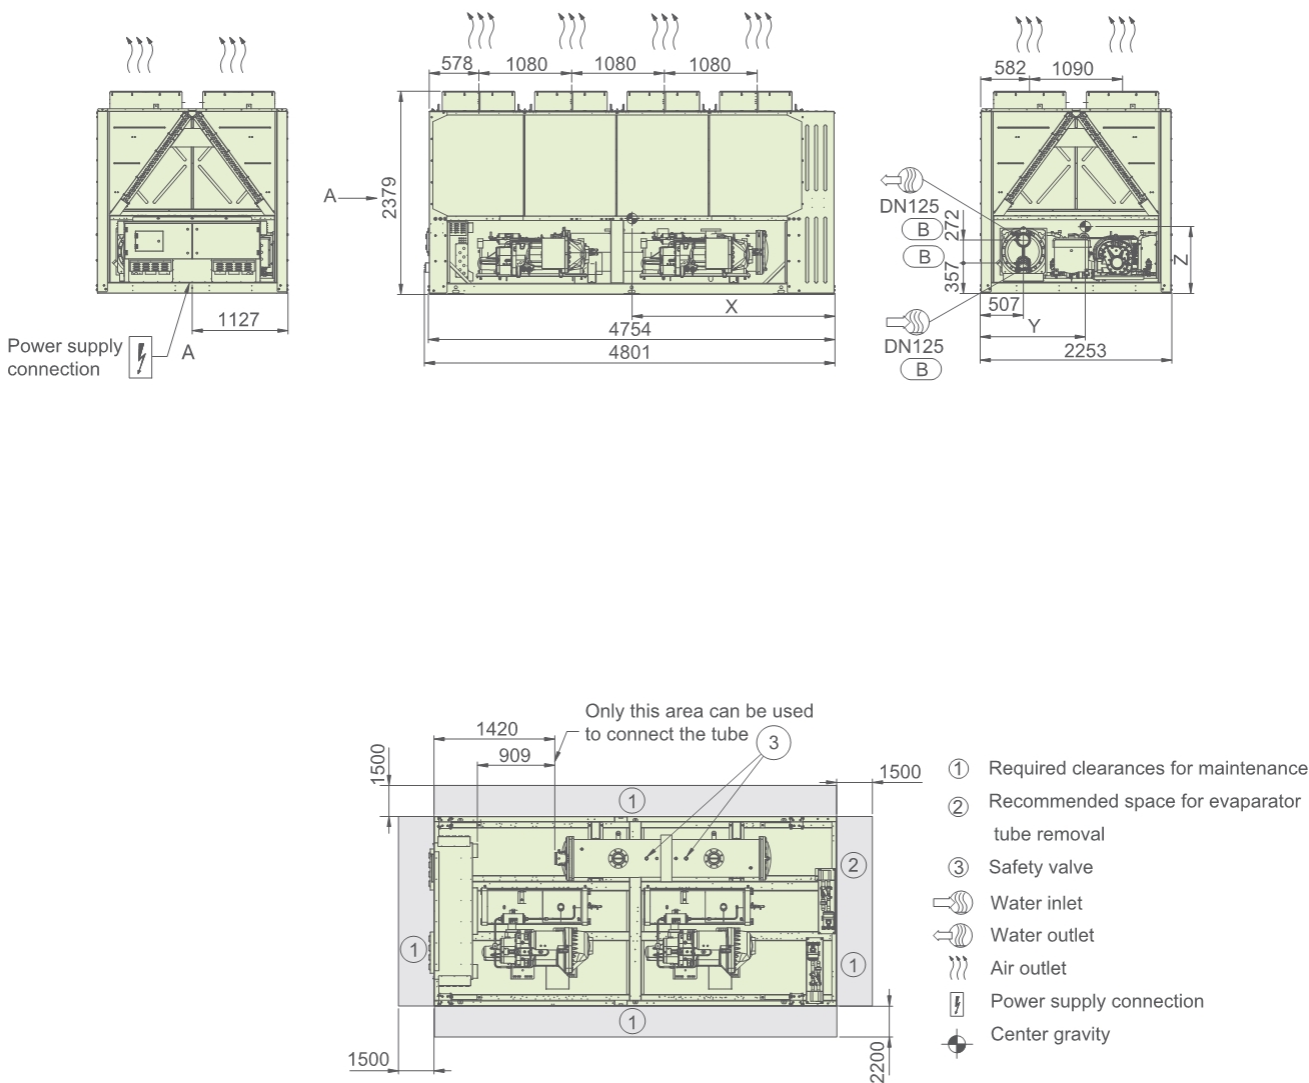 578
1080
1080
1080
582
1090
A
2379
DN125
B
272
B
357
Z
507
X
Y
1127
4754
DN125
2253
Power supply
connection
A
4801
B
Only this area can be used
to connect the tube
3
1420
909
1500
1500
1
2
1
1
1
1500
2200
1 Required clearances for maintenance
2 Recommended space for evaparator
tube removal
3 Safety valve
Water inlet
Water outlet
Air outlet
Power supply connection
Center gravity